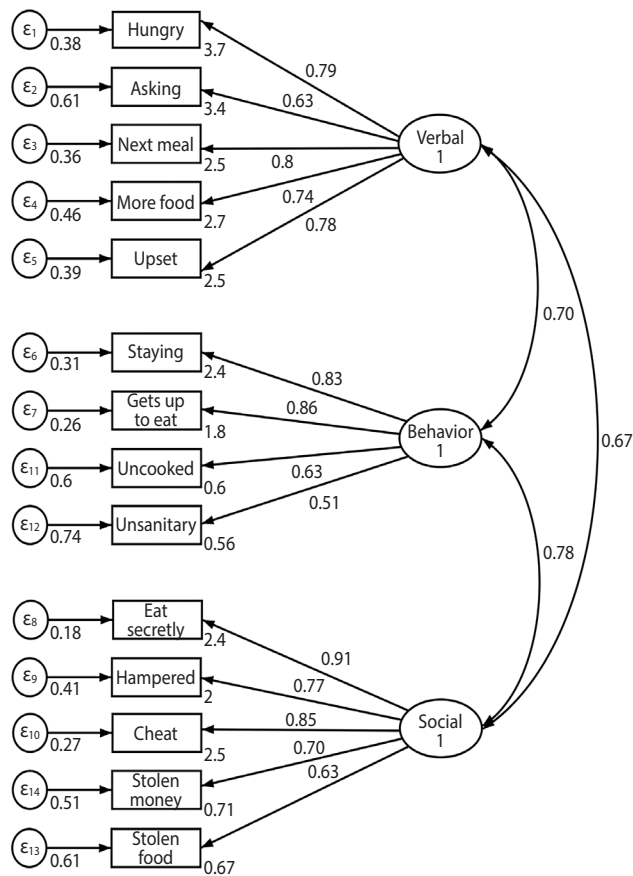 ε1
0.38
Hungry
3.7
0.79
ε2
0.61
Asking
3.4
0.63
Verbal
1
ε3
0.36
Next meal
2.5
0.8
ε4
0.46
More food
2.7
0.74
ε5
0.39
Upset
2.5
0.78
0.70
ε6
0.31
Staying
2.4
0.83
ε7
0.26
Gets up
to eat
1.8
0.86
Behavior
1
0.67
ε11
0.6
Uncooked
0.6
0.63
ε12
0.74
Unsanitary
0.56
0.51
0.78
ε8
0.18
Eat
secretly
2.4
0.91
ε9
0.41
Hampered
2
0.77
Social
1
ε10
0.27
Cheat
2.5
0.85
ε14
0.51
Stolen
money
0.71
0.70
ε13
0.61
Stolen
food
0.67
0.63